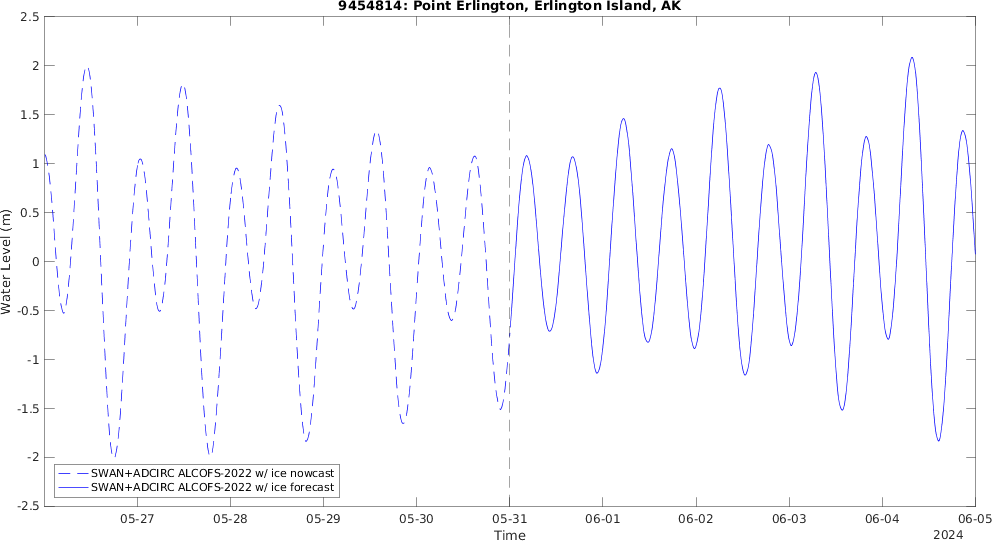 9454814: Point Erlington, Erlington Island, AK
2.5
2
1.5
1
0.5
0
-0.5
-1
-1.5
-2
-2.5
Water Level (m)
SWAN+ADCIRC ALCOFS-2022 w/ ice nowcast
SWAN+ADCIRC ALCOFS-2022 w/ ice forecast
05-27 05-28 05-29 05-30 05-31 06-01 06-02 06-03 06-04 06-05
Time
2024